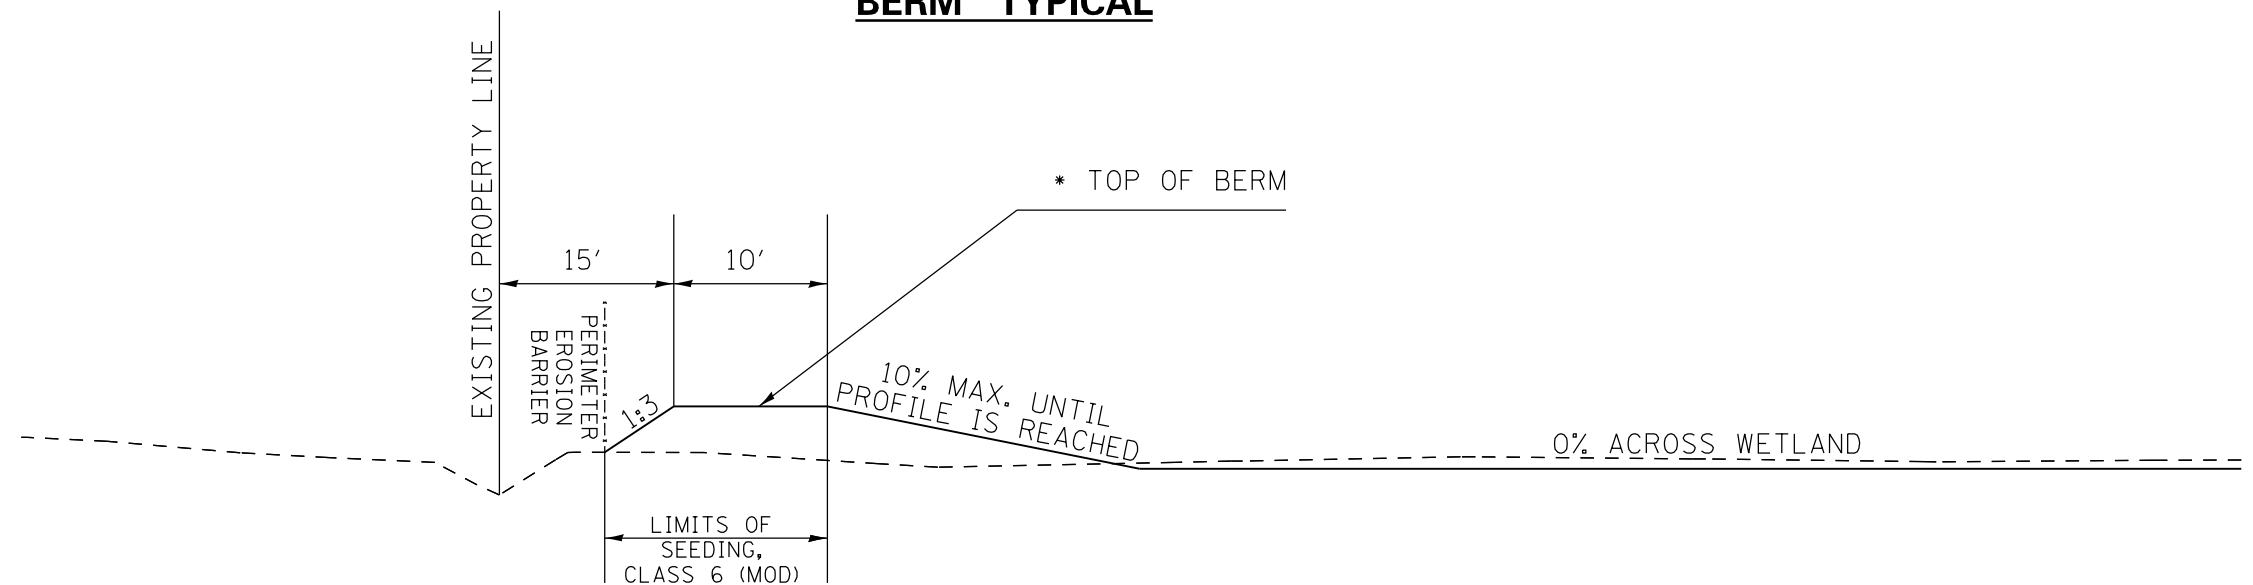 BERM TYPICAL
EXISTING PROPERTY LINE
* TOP OF BERM
15'
10'
PERIMETER
EROSION
BARRIER
1:3
10% MAX. UNTIL
PROFILE IS REACHED
0% ACROSS WETLAND
LIMITS OF
SEEDING,
CLASS 6 (MOD)